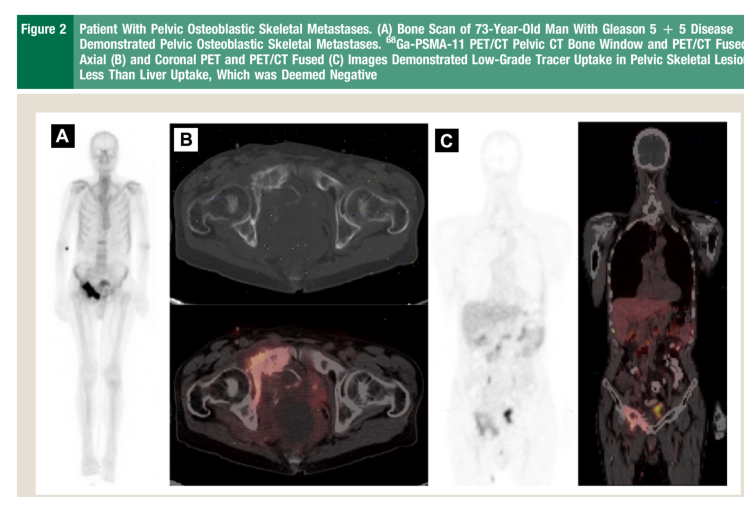 Figure 2 Patient With Pelvic Osteoblastic Skeletal Metastases. (A) Bone Scan of 73-Year-Old Man With Gleason 5 + 5 Disease
Demonstrated Pelvic Osteoblastic Skeletal Metastases. ⁶⁸Ga-PSMA-11 PET/CT Pelvic CT Bone Window and PET/CT Fused
Axial (B) and Coronal PET and PET/CT Fused (C) Images Demonstrated Low-Grade Tracer Uptake in Pelvic Skeletal Lesio
Less Than Liver Uptake, Which was Deemed Negative
A
B
C